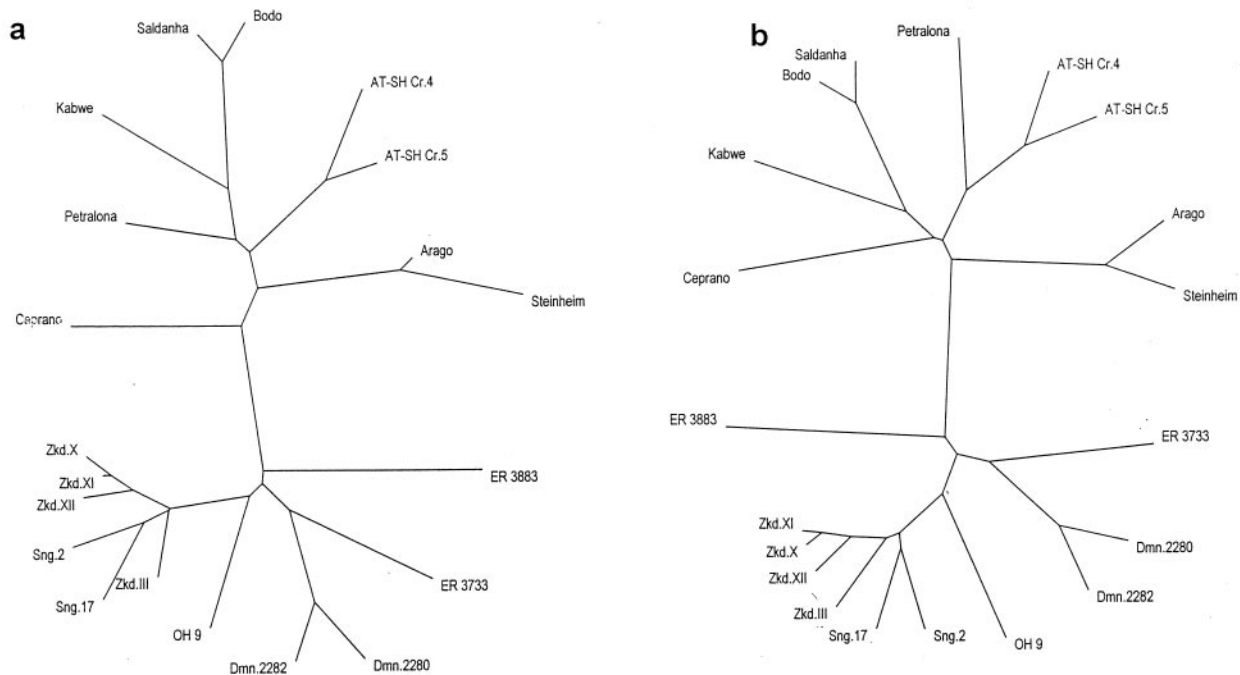 a
Bodo
Saldanha
AT-SH Cr.4
Kabwe
AT-SH Cr.5
Petralona
Arago
Steinheim
Ceprano
Zkd.X
ER 3883
Zkd.XI
Zkd.XII
Sng.2
Zkd.III
ER 3733
Sng.17
OH 9
Dmn.2282
Dmn.2280
b
Petralona
Saldanha
AT-SH Cr.4
Bodo
AT-SH Cr.5
Kabwe
Arago
Ceprano
Steinheim
ER 3883
ER 3733
Zkd.XI
Dmn.2280
Zkd.X
Zkd.XII
Dmn.2282
Zkd.III
Sng.17
Sng.2
OH 9